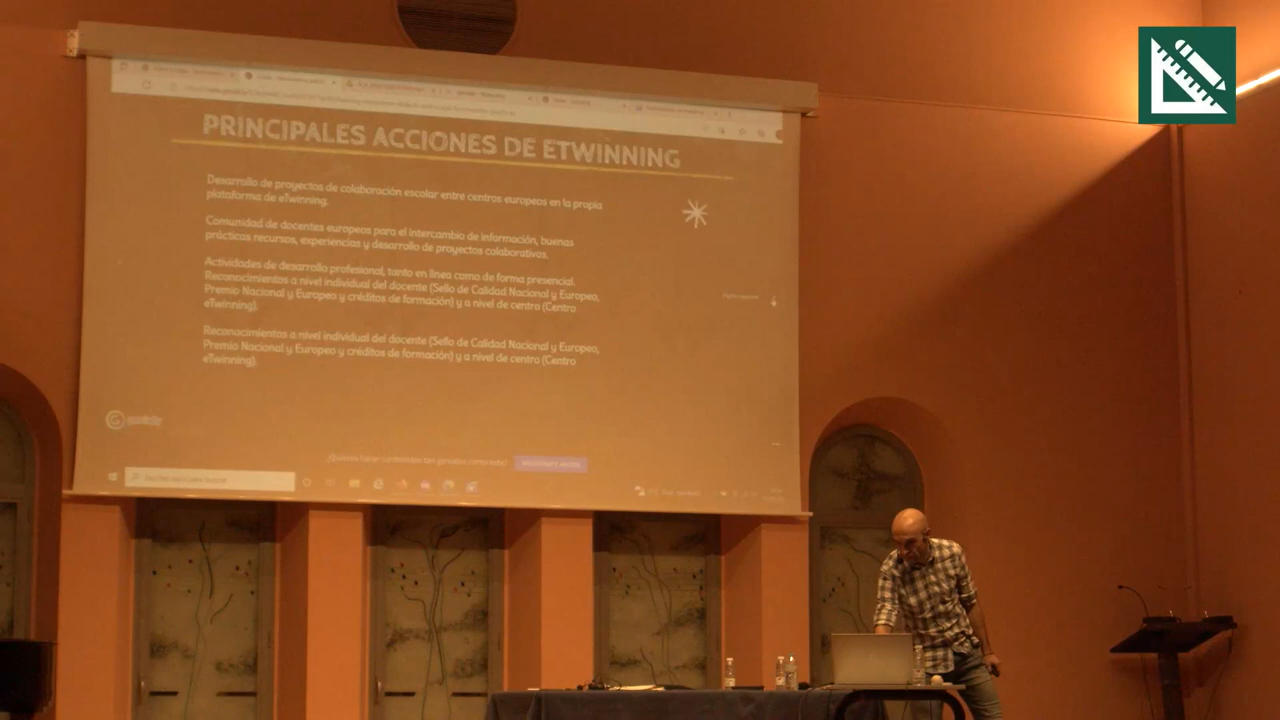 PRINCIPALES ACCIONES DE ETWINNING
Desarrollo de proyectos de colaboración escolar entre centros europeos en la propia
plataforma de eTwinning.
Comunidad de docentes europeos para el intercambio de información, buenas
prácticas recursos, experiencias y desarrollo de proyectos colaborativos.
Actividades de desarrollo profesional, tanto en línea como de forma presencial.
Reconocimientos a nivel individual del docente (Sello de Calidad Nacional y Europeo,
Premio Nacional y Europeo y créditos de formación) y a nivel de centro (Centro
eTwinning).
Reconocimientos a nivel individual del docente (Sello de Calidad Nacional y Europeo,
Premio Nacional y Europeo y créditos de formación) y a nivel de centro (Centro
eTwinning).